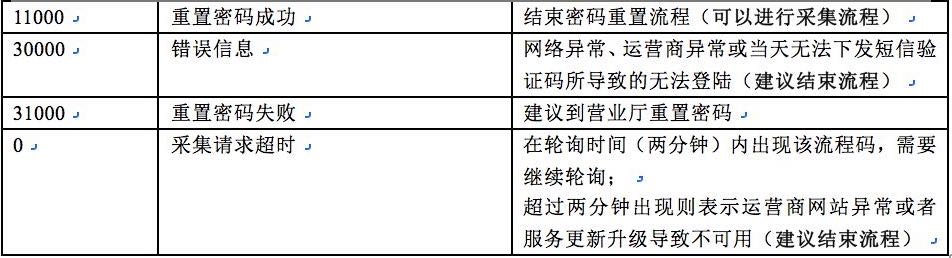 11000 重置密码成功 结束密码重置流程（可以进行采集流程）
30000 错误信息 网络异常、运营商异常或当天无法下发短信验
证码所导致的无法登陆（建议结束流程）
31000 重置密码失败 建议到营业厅重置密码
0 采集请求超时 在轮询时间（两分钟）内出现该流程码，需要
继续轮询；
超过两分钟出现则表示运营商网站异常或者
服务更新升级导致不可用（建议结束流程）